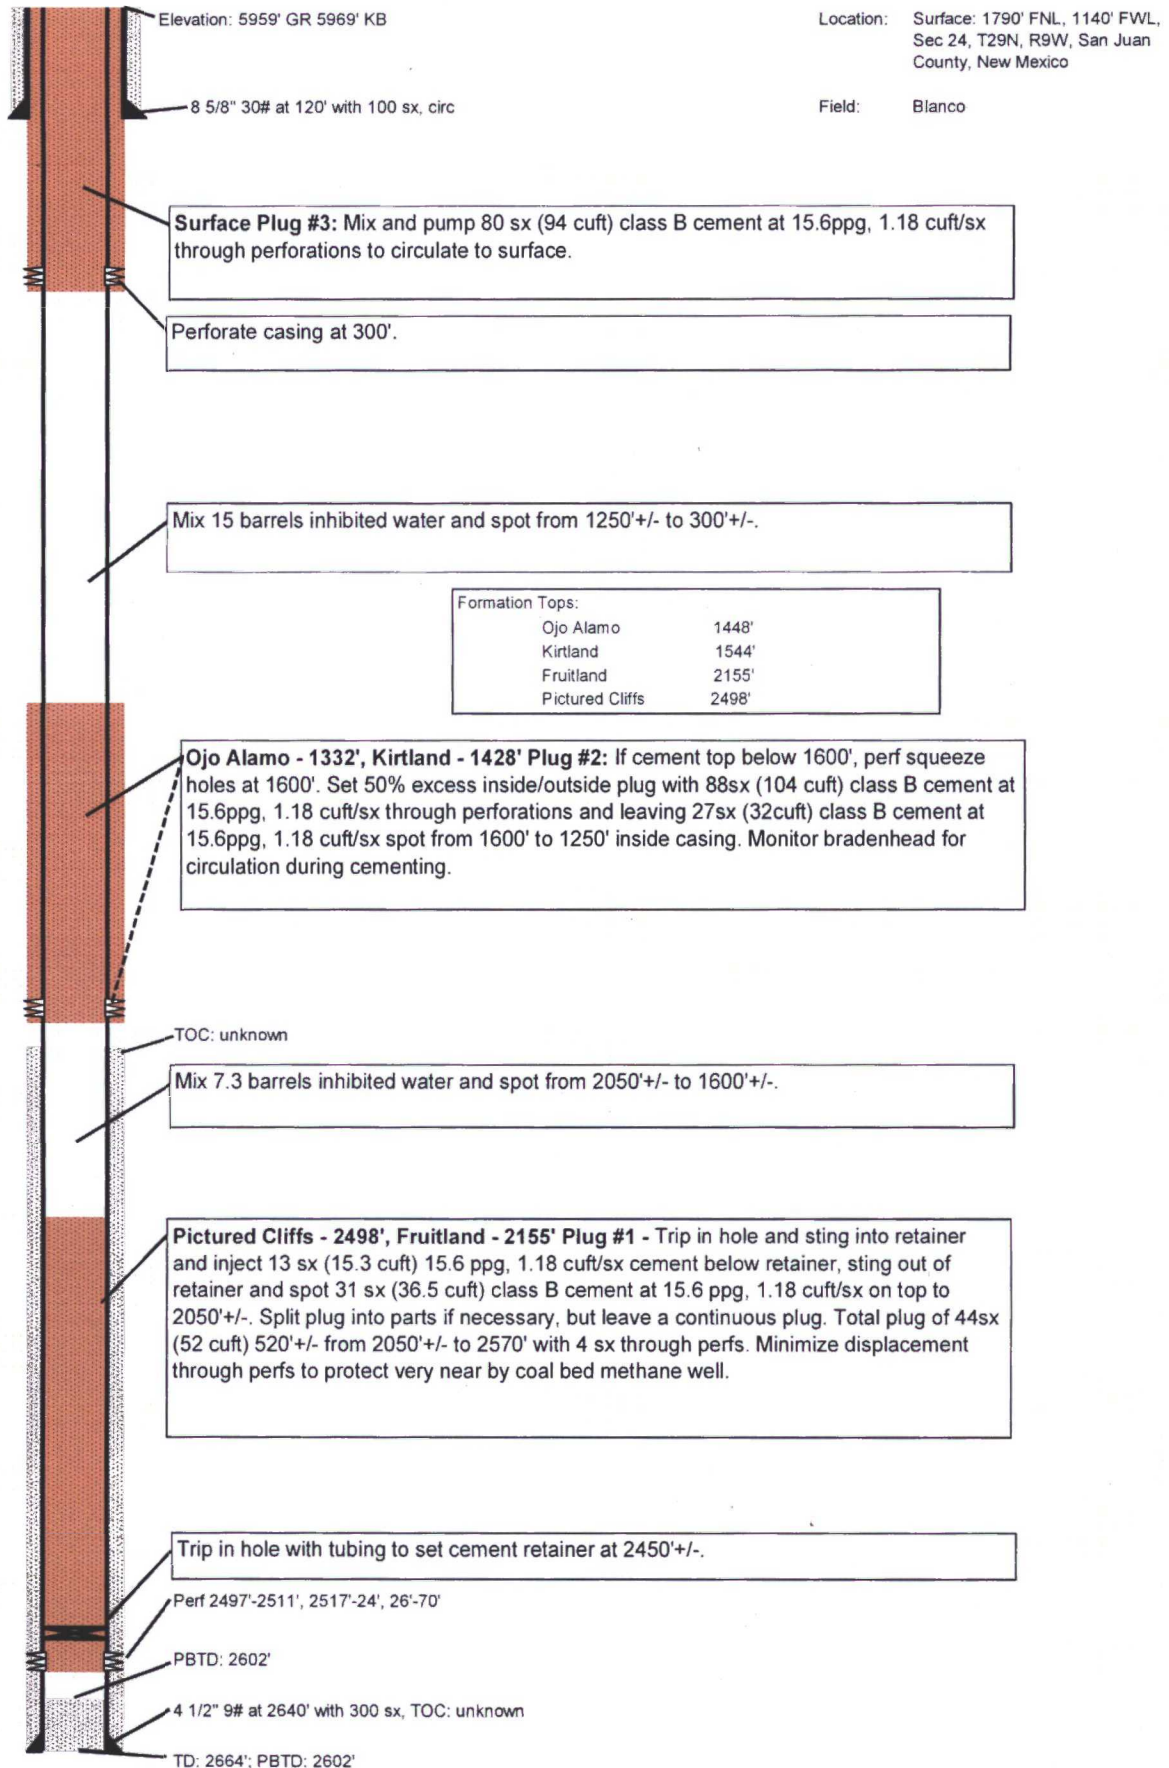 Elevation: 5959' GR 5969' KB
Location: Surface: 1790' FNL, 1140' FWL,
Sec 24, T29N, R9W, San Juan
County, New Mexico
8 5/8" 30# at 120' with 100 sx, circ
Field: Blanco
Surface Plug #3: Mix and pump 80 sx (94 cuft) class B cement at 15.6ppg, 1.18 cuft/sx
through perforations to circulate to surface.
Perforate casing at 300'.
Mix 15 barrels inhibited water and spot from 1250'+/- to 300'+/-.
Formation Tops:
Ojo Alamo 1448'
Kirtland 1544'
Fruitland 2155'
Pictured Cliffs 2498'
Ojo Alamo - 1332', Kirtland - 1428' Plug #2: If cement top below 1600', perf squeeze
holes at 1600'. Set 50% excess inside/outside plug with 88sx (104 cuft) class B cement at
15.6ppg, 1.18 cuft/sx through perforations and leaving 27sx (32cuft) class B cement at
15.6ppg, 1.18 cuft/sx spot from 1600' to 1250' inside casing. Monitor bradenhead for
circulation during cementing.
TOC: unknown
Mix 7.3 barrels inhibited water and spot from 2050'+/- to 1600'+/-.
Pictured Cliffs - 2498', Fruitland - 2155' Plug #1 - Trip in hole and sting into retainer
and inject 13 sx (15.3 cuft) 15.6 ppg, 1.18 cuft/sx cement below retainer, sting out of
retainer and spot 31 sx (36.5 cuft) class B cement at 15.6 ppg, 1.18 cuft/sx on top to
2050'+/-. Split plug into parts if necessary, but leave a continuous plug. Total plug of 44sx
(52 cuft) 520'+/- from 2050'+/- to 2570' with 4 sx through perfs. Minimize displacement
through perfs to protect very near by coal bed methane well.
Trip in hole with tubing to set cement retainer at 2450'+/-.
Perf 2497'-2511', 2517'-24', 26'-70'
PBTD: 2602'
4 1/2" 9# at 2640' with 300 sx, TOC: unknown
TD: 2664'; PBTD: 2602'